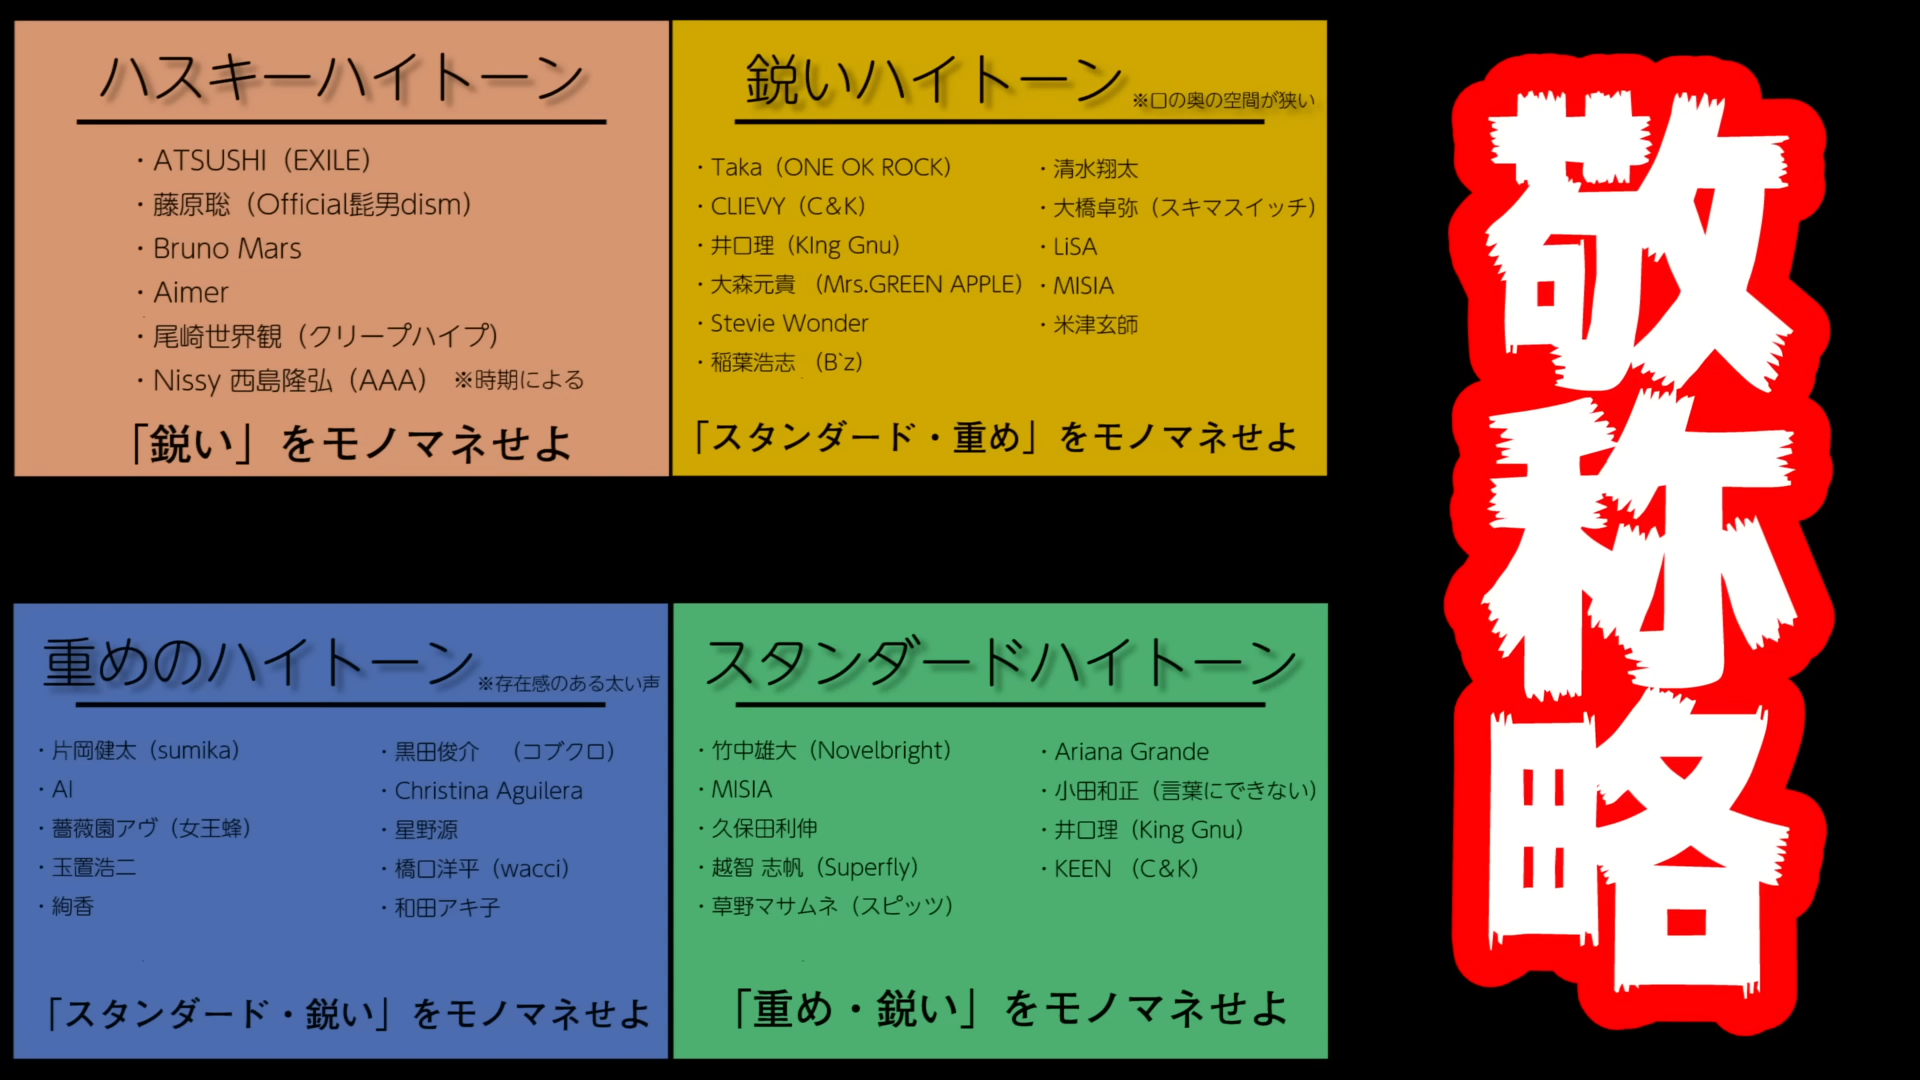 ハスキーハイトーン
・ATSUSHI（EXILE）
・藤原聡（Official髭男dism）
・Bruno Mars
・Aimer
・尾崎世界観（クリープハイプ）
・Nissy 西島隆弘（AAA） ※時期による
「鋭い」をモノマネせよ
鋭いハイトーン ※口の奥の空間が狭い
・Taka（ONE OK ROCK）
・CLIEVY（C&K）
・井口理（KIng Gnu）
・大森元貴 （Mrs.GREEN APPLE）
・Stevie Wonder
・稲葉浩志 （B`z）
・清水翔太
・大橋卓弥（スキマスイッチ）
・LiSA
・MISIA
・米津玄師
「スタンダード・重め」をモノマネせよ
重めのハイトーン ※存在感のある太い声
・片岡健太（sumika）
・AI
・薔薇園アヴ（女王蜂）
・玉置浩二
・絢香
・黒田俊介 （コブクロ）
・Christina Aguilera
・星野源
・橋口洋平（wacci）
・和田アキ子
「スタンダード・鋭い」をモノマネせよ
スタンダードハイトーン
・竹中雄大（Novelbright）
・MISIA
・久保田利伸
・越智 志帆（Superfly）
・草野マサムネ（スピッツ）
・Ariana Grande
・小田和正（言葉にできない）
・井口理（King Gnu）
・KEEN （C&K）
「重め・鋭い」をモノマネせよ
敬称略